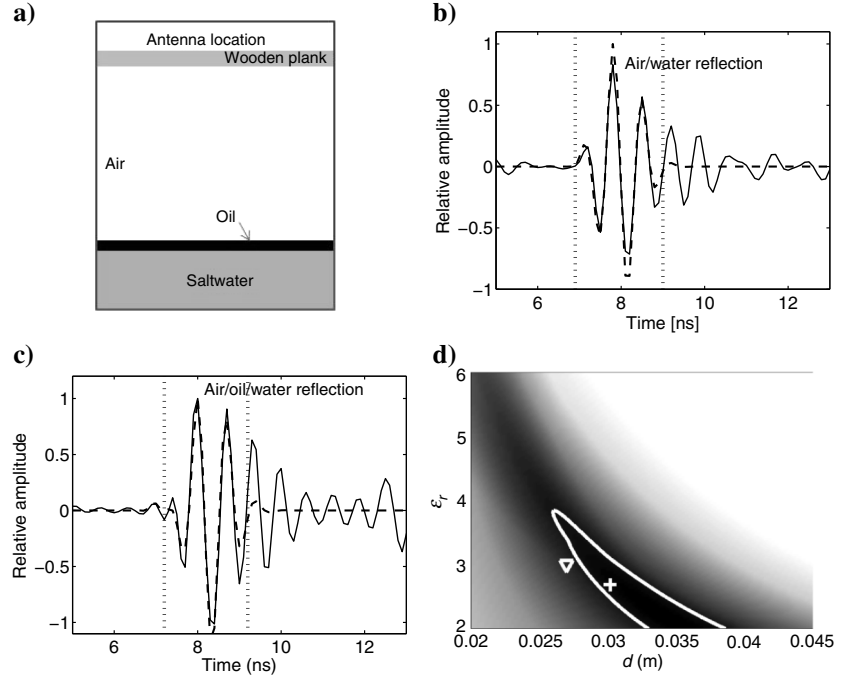 a)
Antenna location
Wooden plank
Air
Oil
Saltwater
b)
Air/water reflection
Relative amplitude
1
0.5
0
−0.5
−1
6
8
10
12
Time [ns]
c)
Air/oil/water reflection
Relative amplitude
1
0.5
0
−0.5
−1
6
8
10
12
Time (ns)
d)
εr
6
5
4
3
2
0.02
0.025
0.03
0.035
0.04
0.045
d (m)